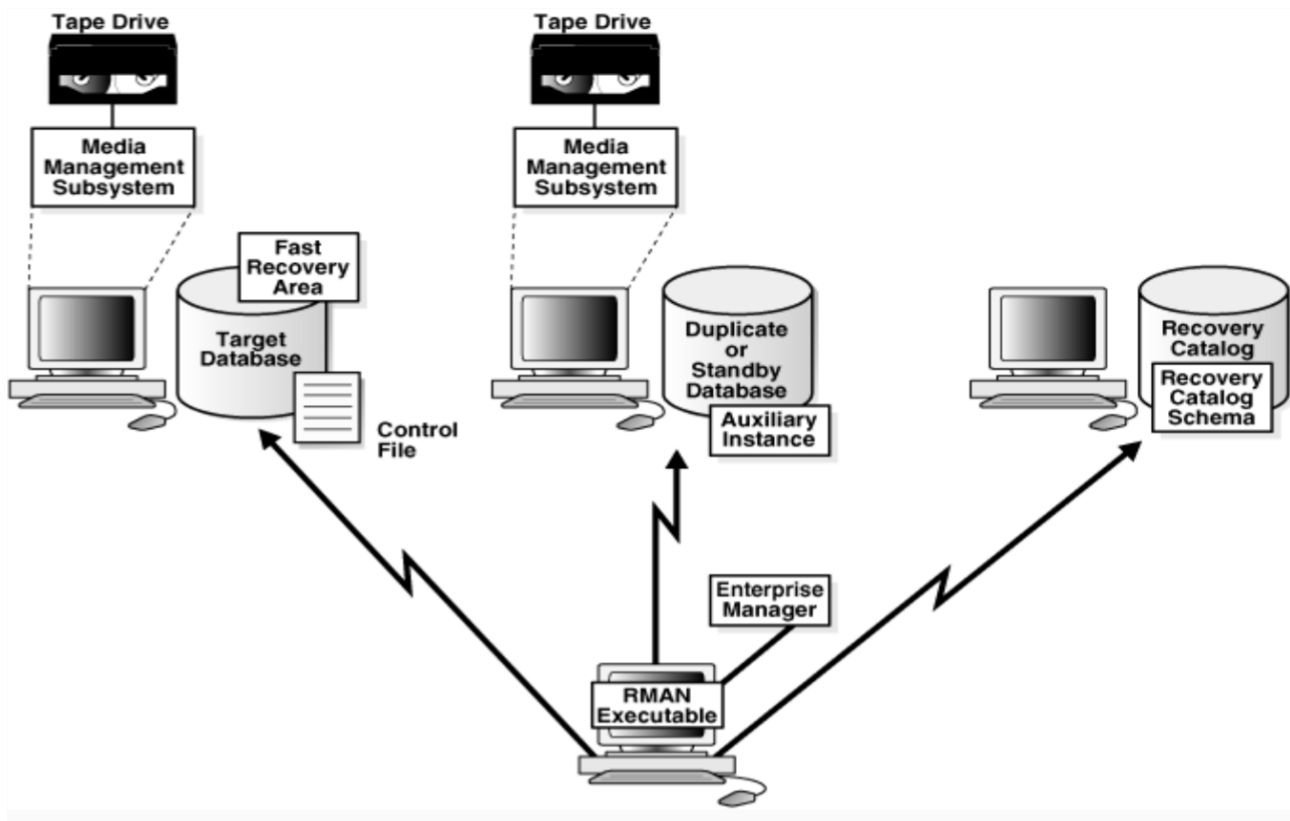 Tape Drive
Tape Drive
Media
Management
Subsystem
Media
Management
Subsystem
Fast
Recovery
Area
Target
Database
Control
File
Duplicate
or
Standby
Database
Auxiliary
Instance
Recovery
Catalog
Recovery
Catalog
Schema
Enterprise
Manager
RMAN
Executable